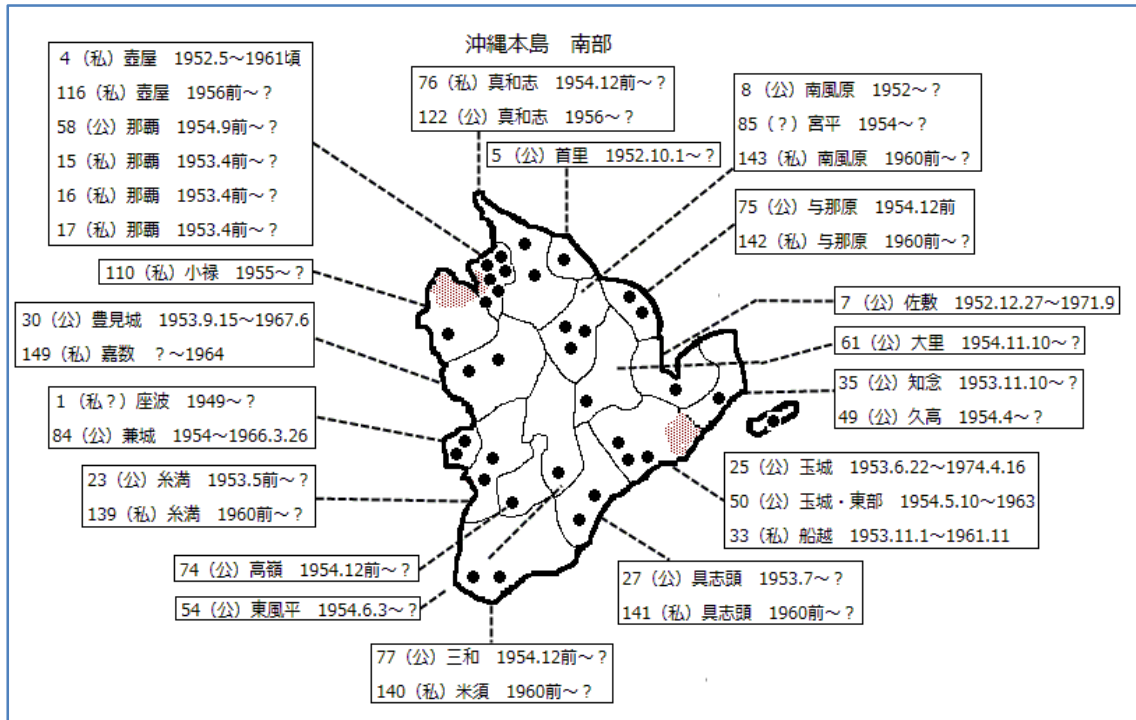 沖縄本島　南部
4（私）壺屋　1952.5～1961頃
116（私）壺屋　1956前～？
58（公）那覇　1954.9前～？
15（私）那覇　1953.4前～？
16（私）那覇　1953.4前～？
17（私）那覇　1953.4前～？
76（私）真和志　1954.12前～？
122（公）真和志　1956～？
5（公）首里　1952.10.1～？
8（公）南風原　1952～？
85（？）宮平　1954～？
143（私）南風原　1960前～？
75（公）与那原　1954.12前
142（私）与那原　1960前～？
110（私）小禄　1955～？
7（公）佐敷　1952.12.27～1971.9
30（公）豊見城　1953.9.15～1967.6
149（私）嘉数　？～1964
61（公）大里　1954.11.10～？
35（公）知念　1953.11.10～？
49（公）久高　1954.4～？
1（私？）座波　1949～？
84（公）兼城　1954～1966.3.26
23（公）糸満　1953.5前～？
139（私）糸満　1960前～？
25（公）玉城　1953.6.22～1974.4.16
50（公）玉城・東部　1954.5.10～1963
33（私）船越　1953.11.1～1961.11
74（公）高嶺　1954.12前～？
54（公）東風平　1954.6.3～？
27（公）具志頭　1953.7～？
141（私）具志頭　1960前～？
77（公）三和　1954.12前～？
140（私）米須　1960前～？